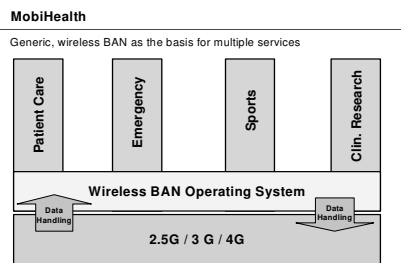 MobiHealth
Generic, wireless BAN as the basis for multiple services
Patient Care
Emergency
Sports
Clin. Research
Wireless BAN Operating System
Data
Handling
Data
Handling
2.5G / 3 G / 4G